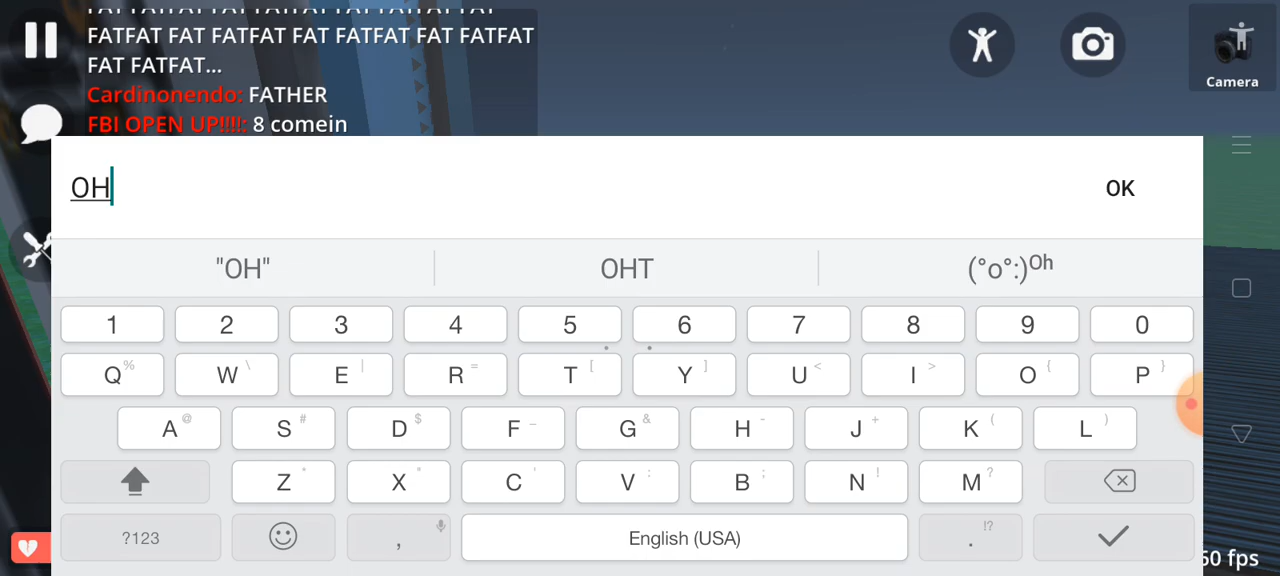 FATFAT FAT FATFAT FAT FATFAT FAT FATFAT
FAT FATFAT...
Cardinonendo: FATHER
FBI OPEN UP!!!!: 8 comein
Camera
OH
OK
"OH"
OHT
(°o°:)Oh
1 2 3 4 5 6 7 8 9 0
Q% W\ E| R= T[ Y] U< I> O{ P}
A@ S# D$ F_ G& H- J+ K( L)
Z X C' V: B; N! M?
?123 , English (USA) . !?
60 fps